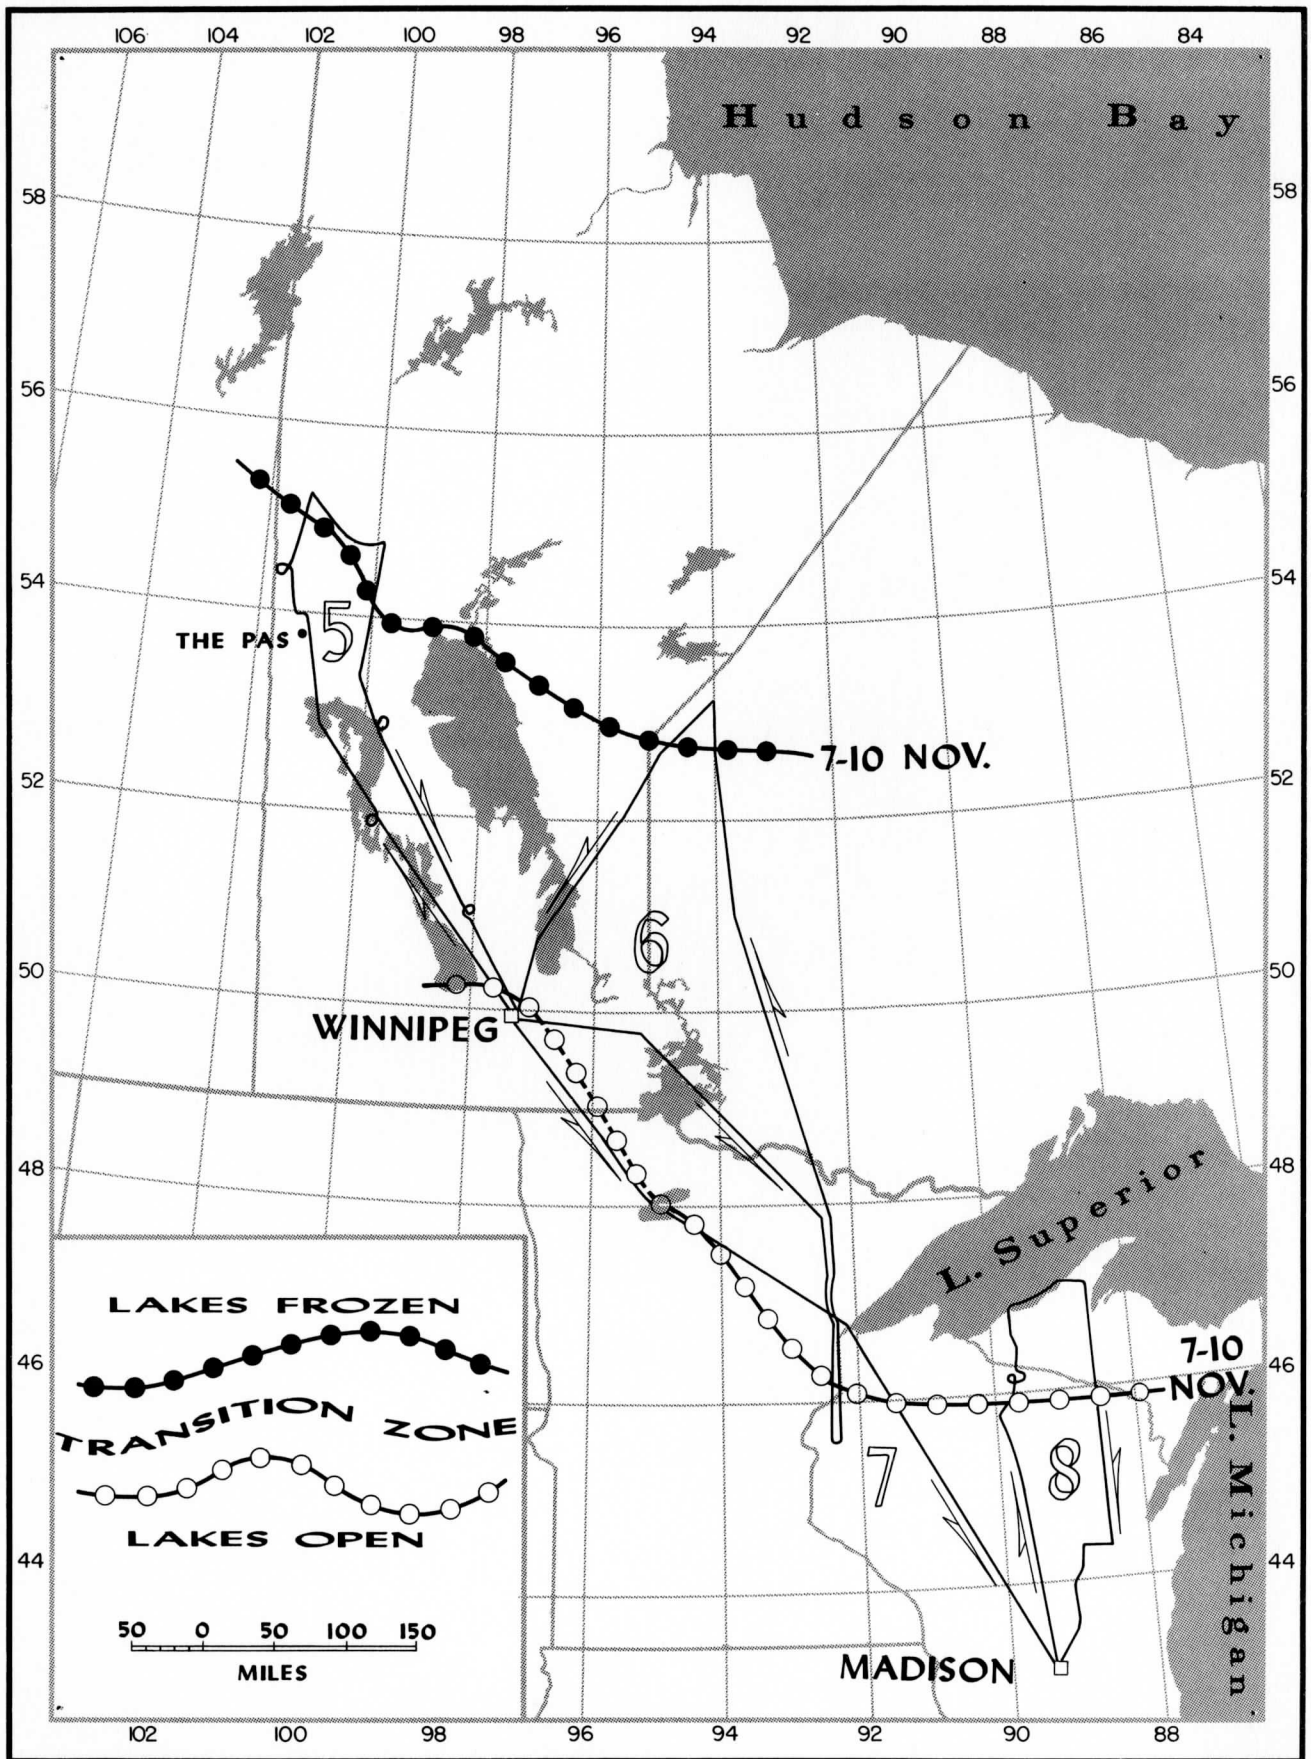 106 104 102 100 98 96 94 92 90 88 86 84
Hudson Bay
58 58
56 56
54 54
THE PAS
5
7-10 NOV.
52 52
6
50 50
WINNIPEG
48 48
L. Superior
LAKES FROZEN
7-10
46 46
NOV.
TRANSITION ZONE
L. Michigan
7
8
LAKES OPEN
44 44
50 0 50 100 150
MILES
MADISON
102 100 98 96 94 92 90 88